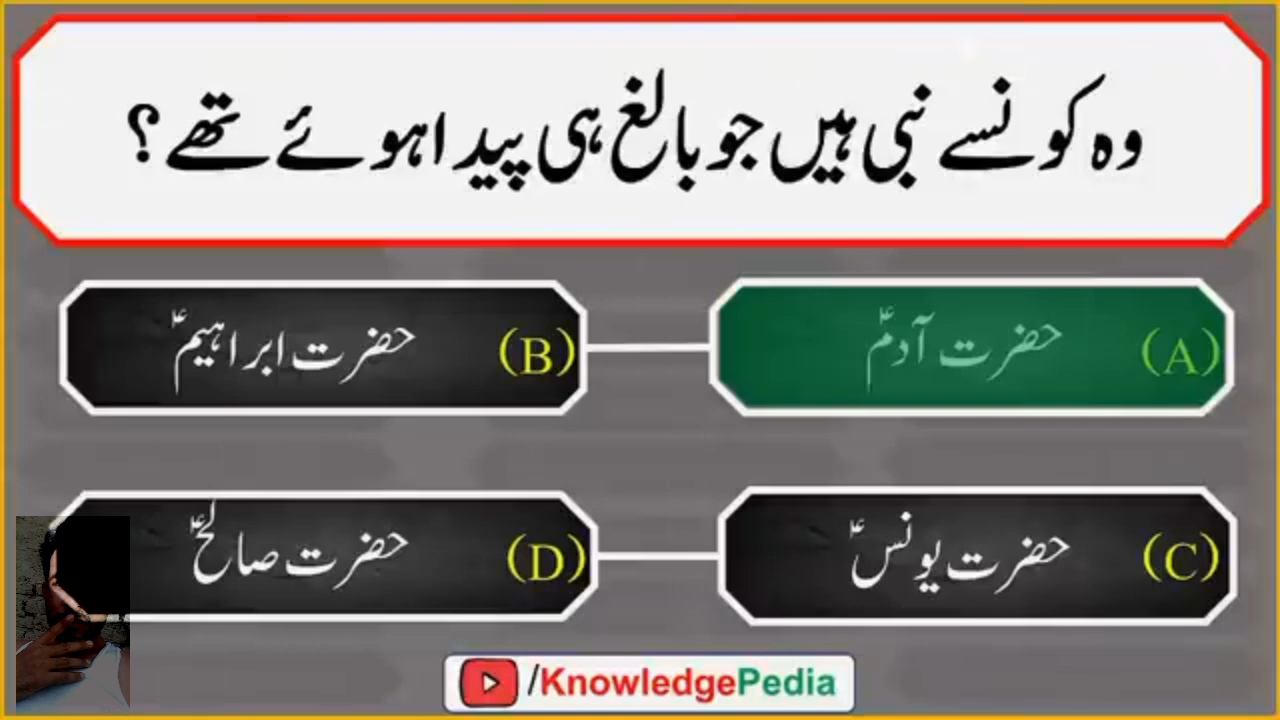 وہ کونسے نبی ہیں جو بالغ ہی پیدا ہوئے تھے؟
(A) حضرت آدمؑ
(B) حضرت ابراہیمؑ
(C) حضرت یونسؑ
(D) حضرت صالحؑ
/KnowledgePedia